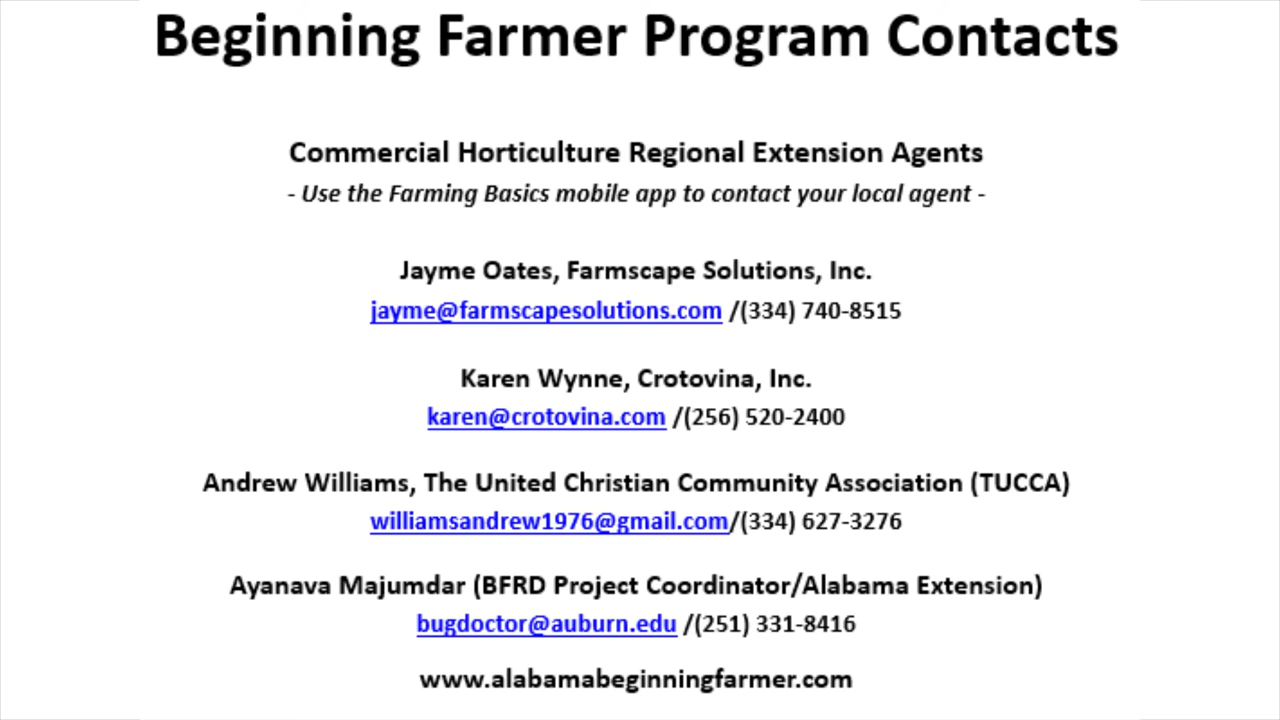 Beginning Farmer Program Contacts
Commercial Horticulture Regional Extension Agents
- Use the Farming Basics mobile app to contact your local agent -
Jayme Oates, Farmscape Solutions, Inc.
jayme@farmscapesolutions.com /(334) 740-8515
Karen Wynne, Crotovina, Inc.
karen@crotovina.com /(256) 520-2400
Andrew Williams, The United Christian Community Association (TUCCA)
williamsandrew1976@gmail.com/(334) 627-3276
Ayanava Majumdar (BFRD Project Coordinator/Alabama Extension)
bugdoctor@auburn.edu /(251) 331-8416
www.alabamabeginningfarmer.com